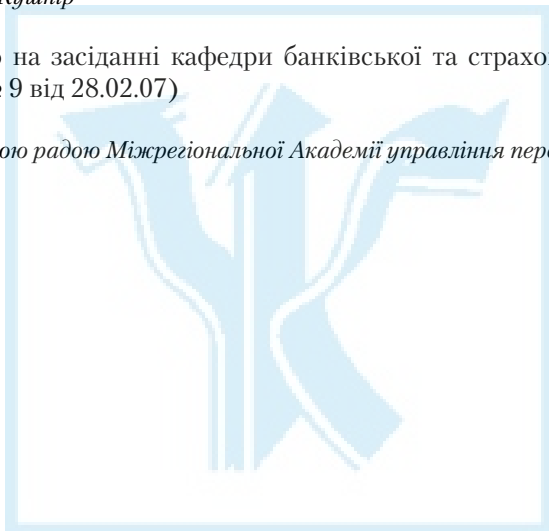 на засіданні кафедри банківської та страхо
9 від 28.02.07)
ою радою Міжрегіональної Академії управління пер